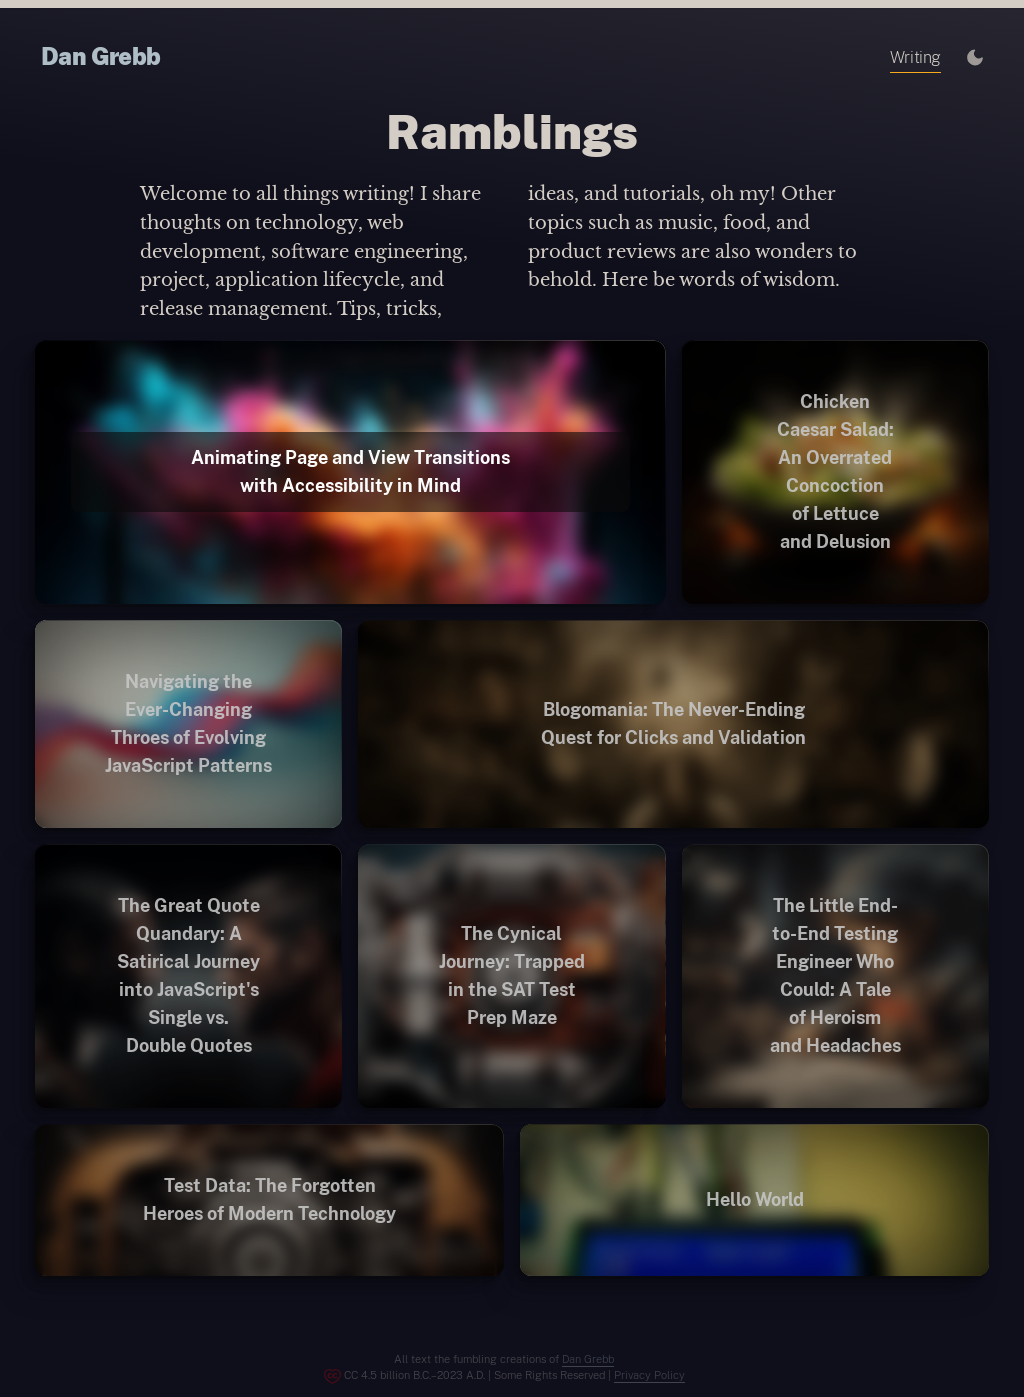 Dan Grebb
Writing
Ramblings
Welcome to all things writing! I share
thoughts on technology, web
development, software engineering,
project, application lifecycle, and
release management. Tips, tricks,
ideas, and tutorials, oh my! Other
topics such as music, food, and
product reviews are also wonders to
behold. Here be words of wisdom.
Animating Page and View Transitions
with Accessibility in Mind
Chicken
Caesar Salad:
An Overrated
Concoction
of Lettuce
and Delusion
Navigating the
Ever-Changing
Throes of Evolving
JavaScript Patterns
Blogomania: The Never-Ending
Quest for Clicks and Validation
The Great Quote
Quandary: A
Satirical Journey
into JavaScript's
Single vs.
Double Quotes
The Cynical
Journey: Trapped
in the SAT Test
Prep Maze
The Little End-
to-End Testing
Engineer Who
Could: A Tale
of Heroism
and Headaches
Test Data: The Forgotten
Heroes of Modern Technology
Hello World
All text the fumbling creations of Dan Grebb
CC 4.5 billion B.C.–2023 A.D. | Some Rights Reserved | Privacy Policy